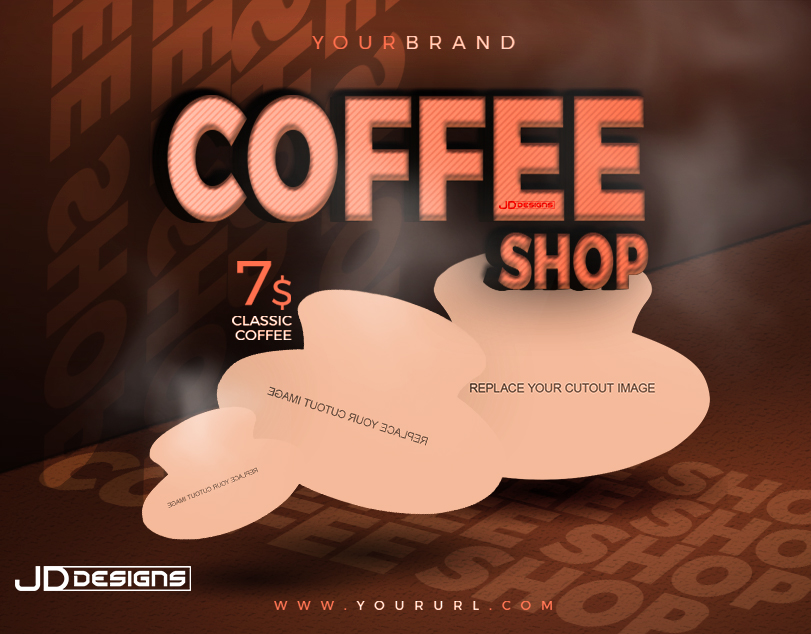 YOURBRAND
COFFEE
JD DESIGNS
SHOP
7$
CLASSIC
COFFEE
REPLACE YOUR CUTOUT IMAGE
REPLACE YOUR CUTOUT IMAGE
REPLACE YOUR CUTOUT IMAGE
JD DESIGNS
WWW.YOURURL.COM